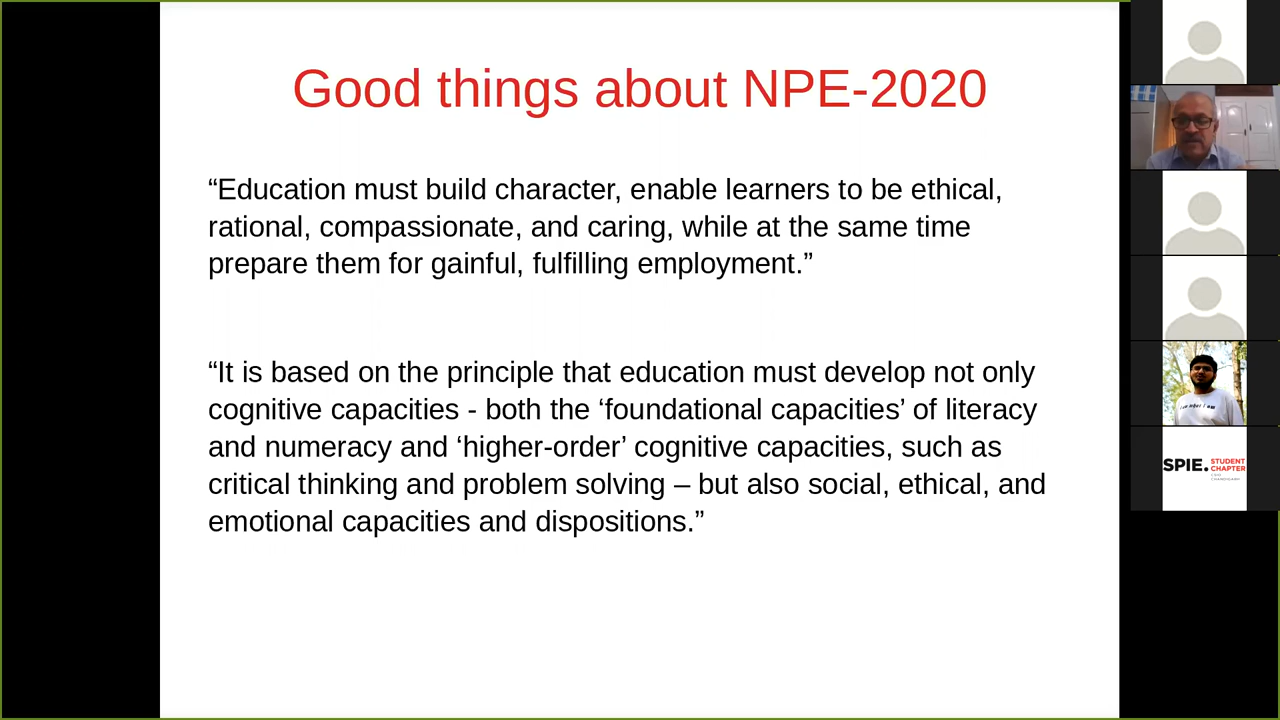 Good things about NPE-2020
“Education must build character, enable learners to be ethical,
rational, compassionate, and caring, while at the same time
prepare them for gainful, fulfilling employment.”
“It is based on the principle that education must develop not only
cognitive capacities - both the ‘foundational capacities’ of literacy
and numeracy and ‘higher-order’ cognitive capacities, such as
critical thinking and problem solving – but also social, ethical, and
emotional capacities and dispositions.”
SPIE. STUDENT
CHAPTER